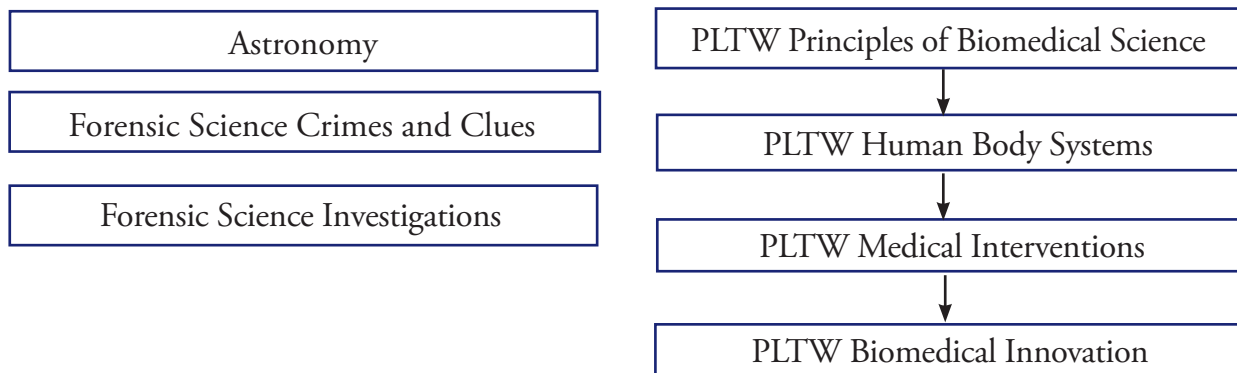 Astronomy
Forensic Science Crimes and Clues
Forensic Science Investigations
PLTW Principles of Biomedical Science
PLTW Human Body Systems
PLTW Medical Interventions
PLTW Biomedical Innovation